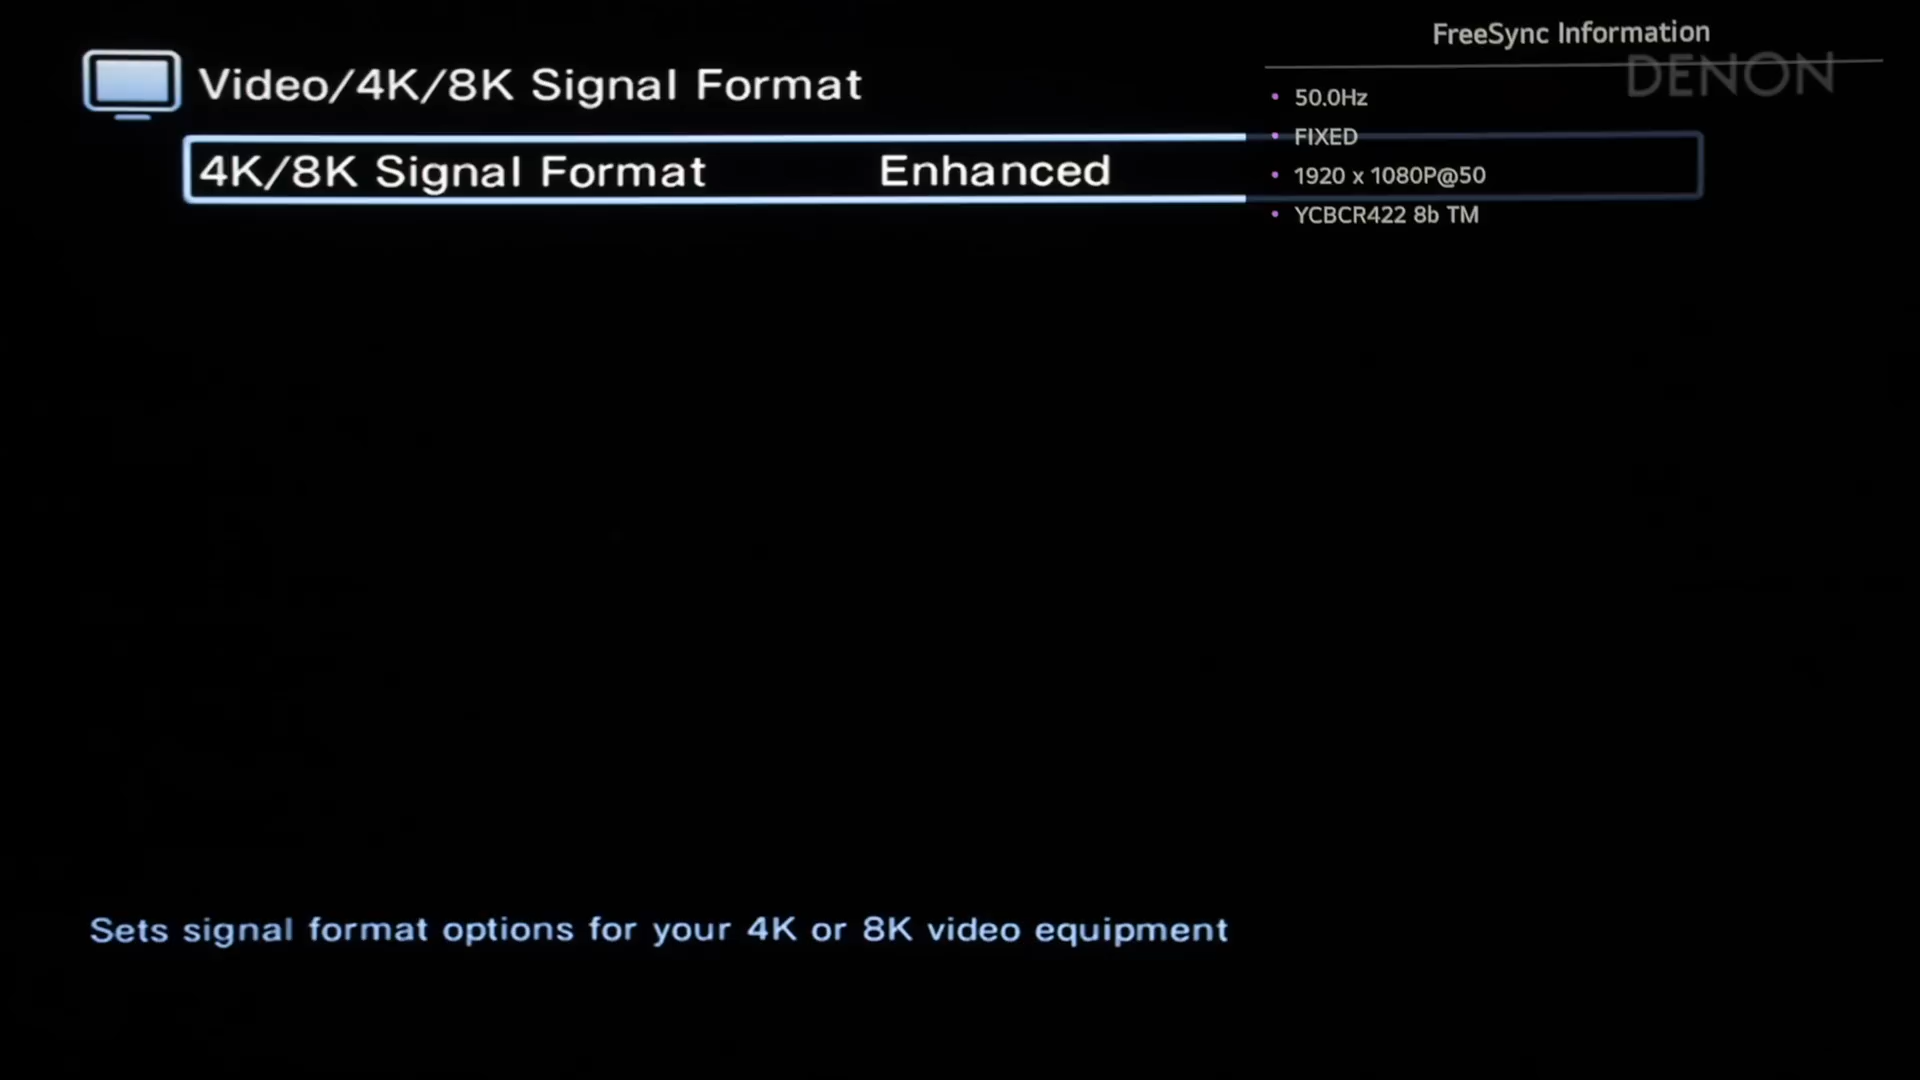 FreeSync Information
DENON
Video/4K/8K Signal Format
• 50.0Hz
• FIXED
4K/8K Signal Format Enhanced
• 1920 x 1080P@50
• YCBCR422 8b TM
Sets signal format options for your 4K or 8K video equipment